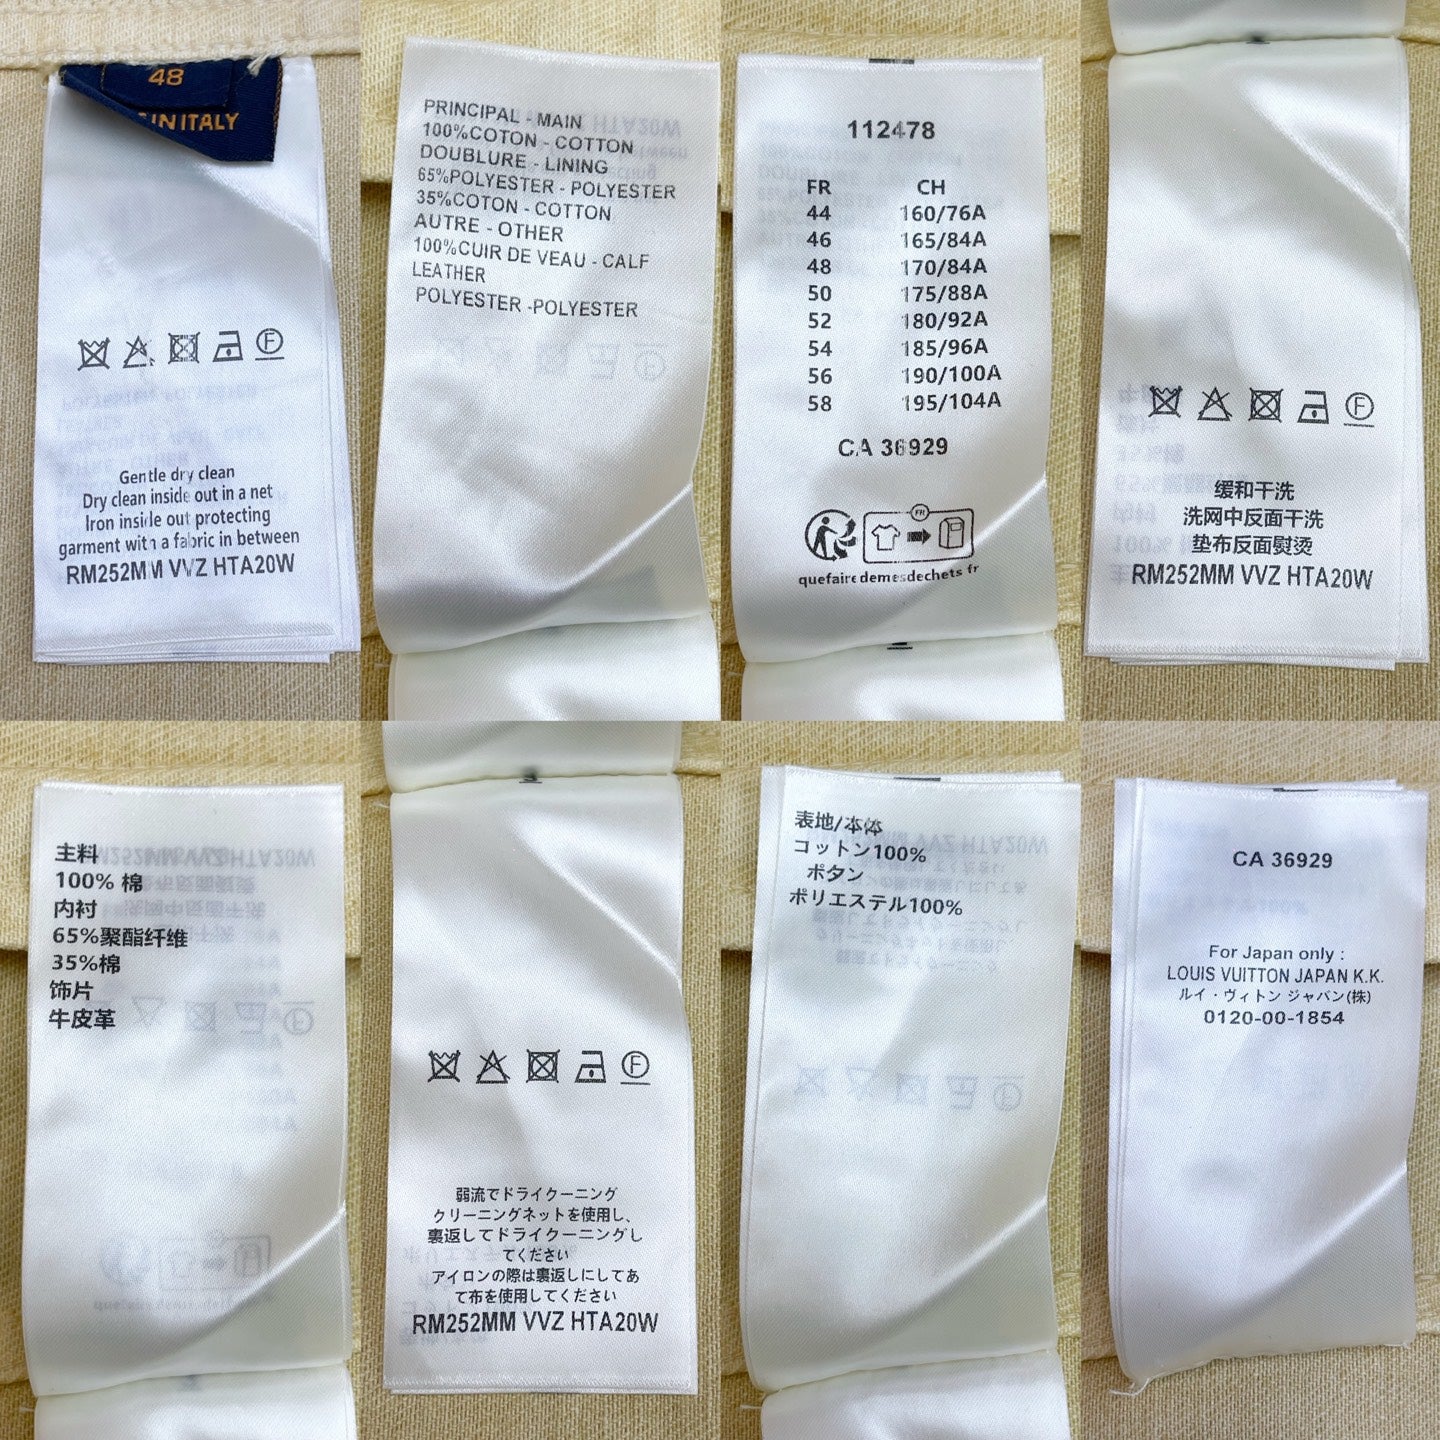 48
IN ITALY
Gentle dry clean
Dry clean inside out in a net
Iron inside out protecting
garment with a fabric in between
RM252MM VVZ HTA20W
PRINCIPAL - MAIN
100%COTON - COTTON
DOUBLURE - LINING
65%POLYESTER - POLYESTER
35%COTON - COTTON
AUTRE - OTHER
100%CUIR DE VEAU - CALF
LEATHER
POLYESTER -POLYESTER
112478
FR CH
44 160/76A
46 165/84A
48 170/84A
50 175/88A
52 180/92A
54 185/96A
56 190/100A
58 195/104A
CA 36929
FR
quefairedemesdechets fr
缓和干洗
洗网中反面干洗
垫布反面熨烫
RM252MM VVZ HTA20W
主料
100% 棉
内衬
65%聚酯纤维
35%棉
饰片
牛皮革
弱流でドライクーニング
クリーニングネットを使用し、
裏返してドライクーニングし
てください
アイロンの際は裏返しにしてあ
て布を使用してください
RM252MM VVZ HTA20W
表地/本体
コットン100%
ボタン
ポリエステル100%
CA 36929
For Japan only :
LOUIS VUITTON JAPAN K.K.
ルイ・ヴィトン ジャパン(株)
0120-00-1854